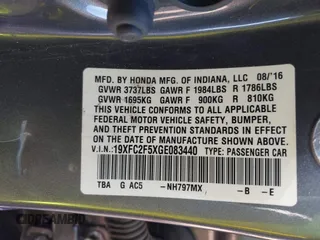 MFD. BY HONDA MFG. OF INDIANA, LLC 08/'16
GVWR 3737LBS GAWR F 1984LBS R 1786LBS
GVWR 1695KG GAWR F 900KG R 810KG
THIS VEHICLE CONFORMS TO ALL APPLICABLE
FEDERAL MOTOR VEHICLE SAFETY, BUMPER,
AND THEFT PREVENTION STANDARDS IN EFFECT
ON THE DATE OF MANUFACTURE SHOWN ABOVE.
V.I.N.: 19XFC2F5XGE083440 TYPE: PASSENGER CAR
TBA G AC5 -NH797MX -B -E